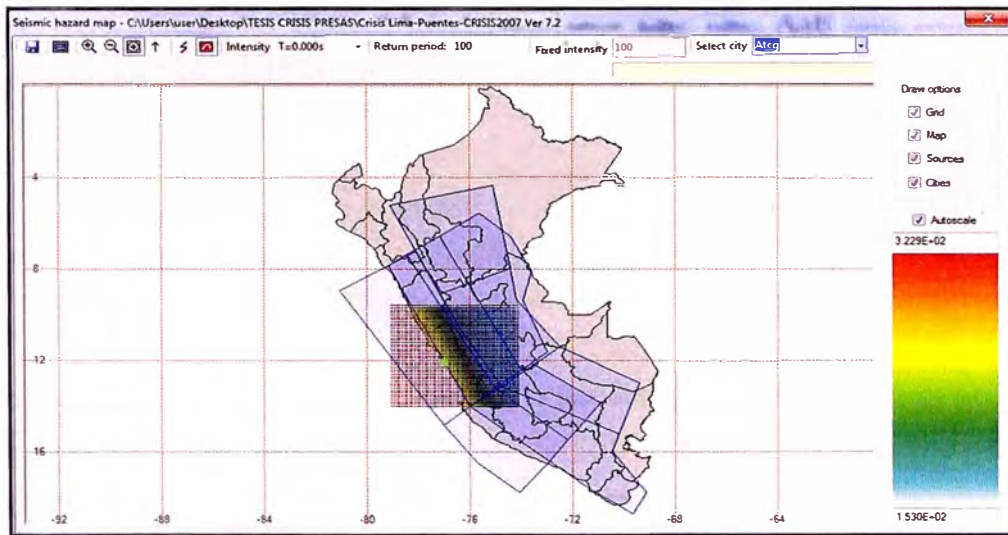 Seismic hazard map - C:\Users\user\Desktop\TESIS CRISIS PRESAS\Crisis Lima-Puentes-CRISIS2007 Ver 7.2
Intensity T=0.000s Return period: 100 Fixed intensity 100 Select city Atcg
Draw options
Grid
Map
Sources
Cities
Autoscale
3.229E+02
1.530E+02
4
8
12
16
-92 -88 -84 -80 -76 -72 -68 -64